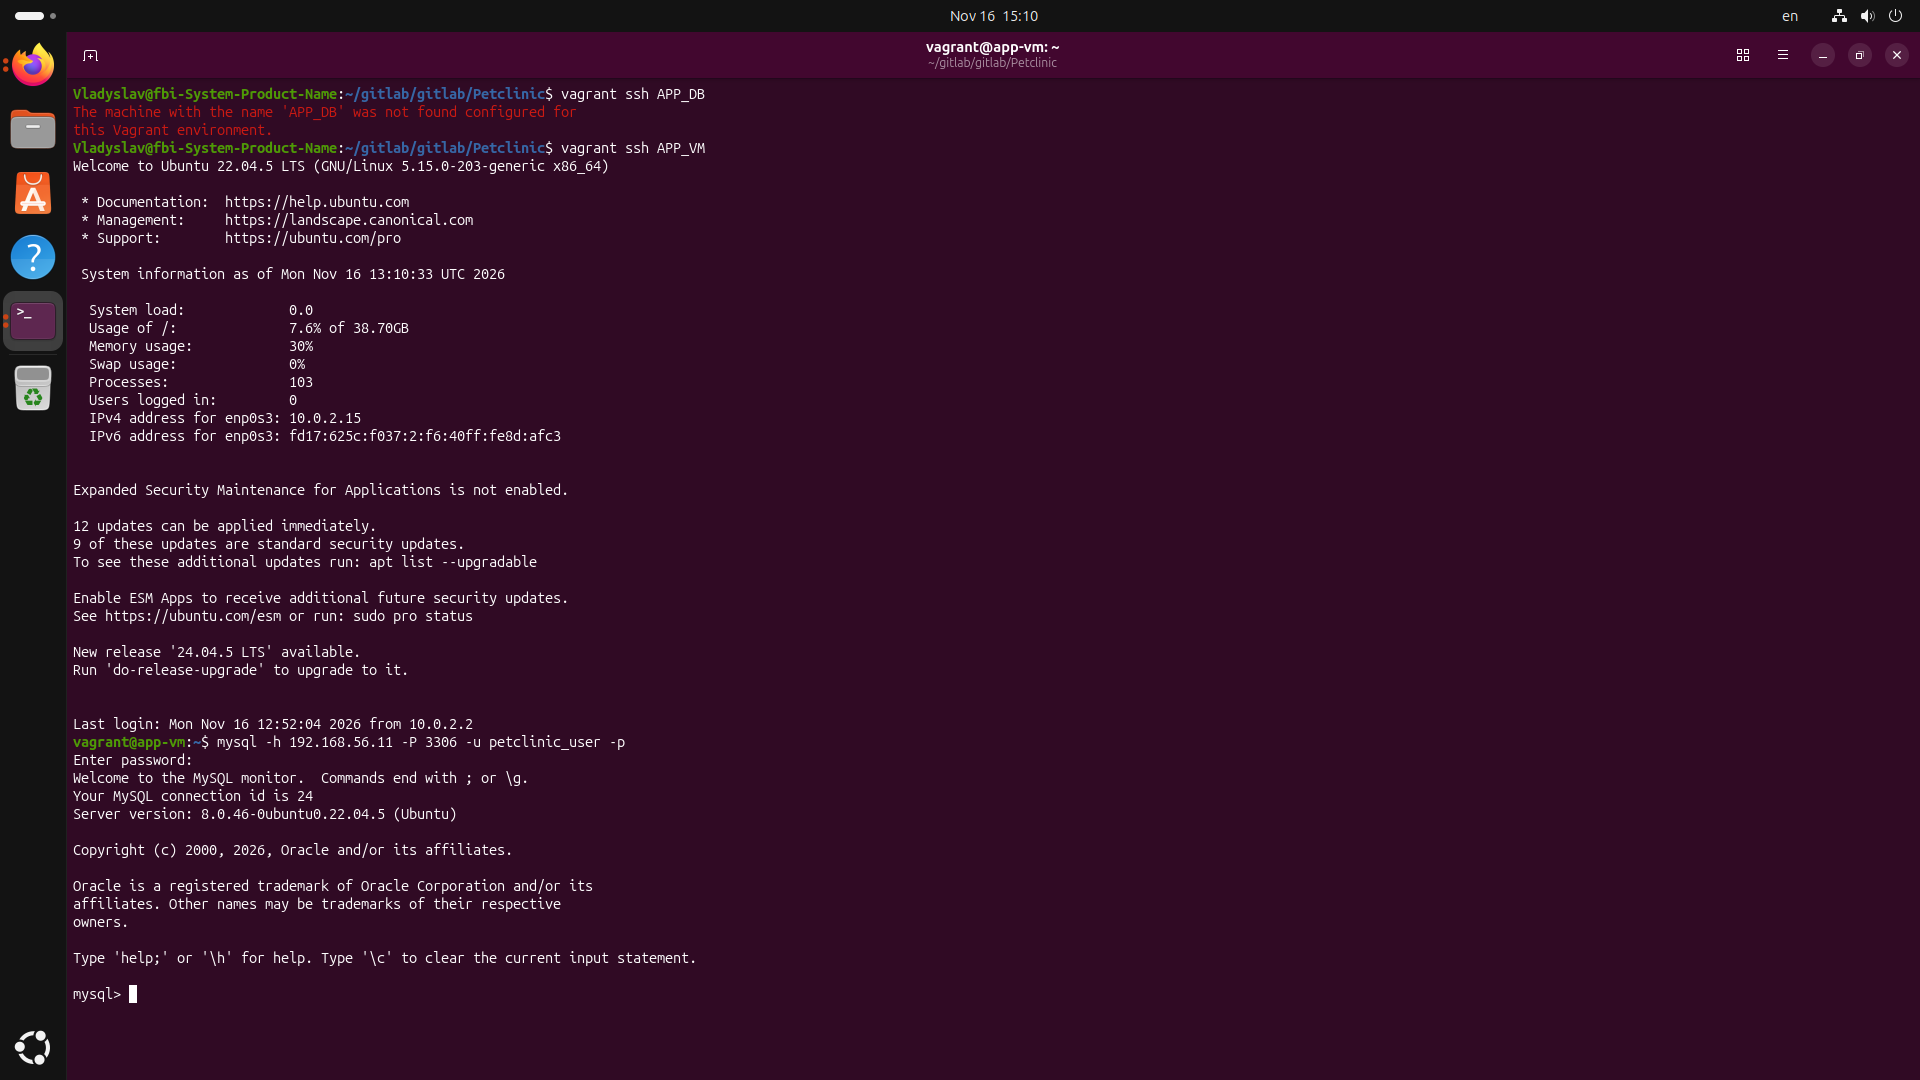 Nov 16 15:10
en
vagrant@app-vm: ~
~/gitlab/gitlab/Petclinic
Vladyslav@fbi-System-Product-Name:~/gitlab/gitlab/Petclinic$ vagrant ssh APP_DB
The machine with the name 'APP_DB' was not found configured for
this Vagrant environment.
Vladyslav@fbi-System-Product-Name:~/gitlab/gitlab/Petclinic$ vagrant ssh APP_VM
Welcome to Ubuntu 22.04.5 LTS (GNU/Linux 5.15.0-203-generic x86_64)
* Documentation: https://help.ubuntu.com
* Management: https://landscape.canonical.com
* Support: https://ubuntu.com/pro
System information as of Mon Nov 16 13:10:33 UTC 2026
System load: 0.0
Usage of /: 7.6% of 38.70GB
Memory usage: 30%
Swap usage: 0%
Processes: 103
Users logged in: 0
IPv4 address for enp0s3: 10.0.2.15
IPv6 address for enp0s3: fd17:625c:f037:2:f6:40ff:fe8d:afc3
Expanded Security Maintenance for Applications is not enabled.
12 updates can be applied immediately.
9 of these updates are standard security updates.
To see these additional updates run: apt list --upgradable
Enable ESM Apps to receive additional future security updates.
See https://ubuntu.com/esm or run: sudo pro status
New release '24.04.5 LTS' available.
Run 'do-release-upgrade' to upgrade to it.
Last login: Mon Nov 16 12:52:04 2026 from 10.0.2.2
vagrant@app-vm:~$ mysql -h 192.168.56.11 -P 3306 -u petclinic_user -p
Enter password:
Welcome to the MySQL monitor.  Commands end with ; or \g.
Your MySQL connection id is 24
Server version: 8.0.46-0ubuntu0.22.04.5 (Ubuntu)
Copyright (c) 2000, 2026, Oracle and/or its affiliates.
Oracle is a registered trademark of Oracle Corporation and/or its
affiliates. Other names may be trademarks of their respective
owners.
Type 'help;' or '\h' for help. Type '\c' to clear the current input statement.
mysql>